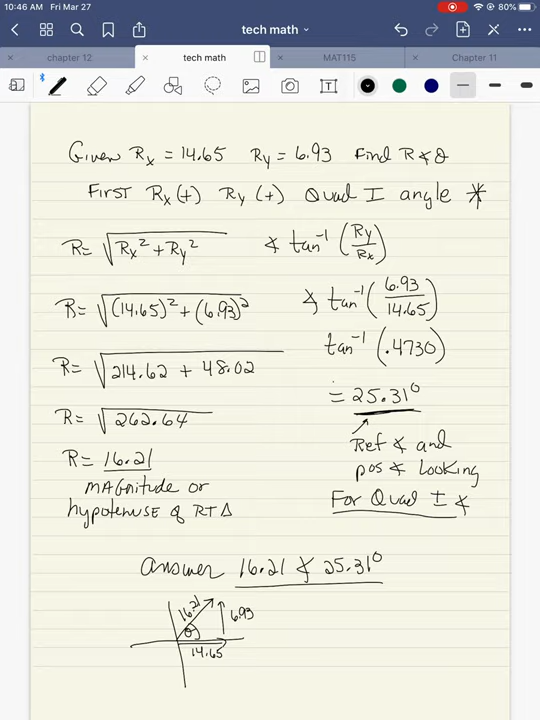 10:46 AM Fri Mar 27
80%
tech math
chapter 12
tech math
MAT115
Chapter 11
Given Rx = 14.65 Ry = 6.93 Find R ∡ θ
First Rx (+) Ry (+) Quad I angle *
R = √(Rx² + Ry²)
∡ tan⁻¹ (Ry/Rx)
R = √((14.65)² + (6.93)²)
∡ tan⁻¹ (6.93/14.65)
tan⁻¹ (.4730)
R = √(214.62 + 48.02)
= 25.31°
R = √262.64
Ref ∡ and
pos ∡ Looking
For Quad I ∡
R = 16.21
Magnitude or
hypotenuse of RT Δ
Answer 16.21 ∡ 25.31°
16.21
6.93
θ
14.65